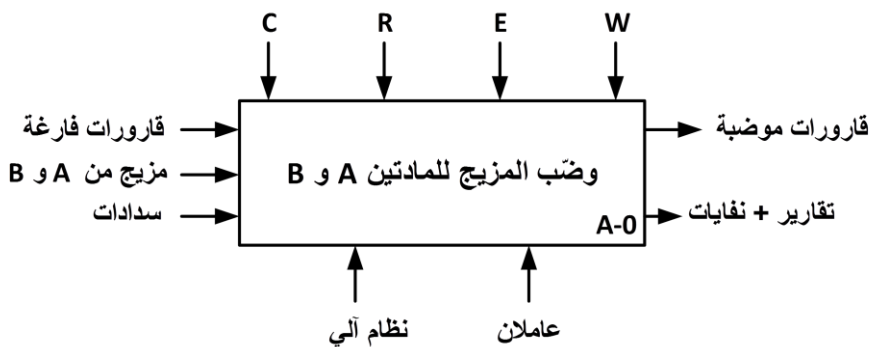 C R E W
قارورات فارغة
مزيج من A و B
سدادات
وضّب المزيج للمادتين A و B
A-0
قارورات موضبة
تقارير + نفايات
نظام آلي
عاملان